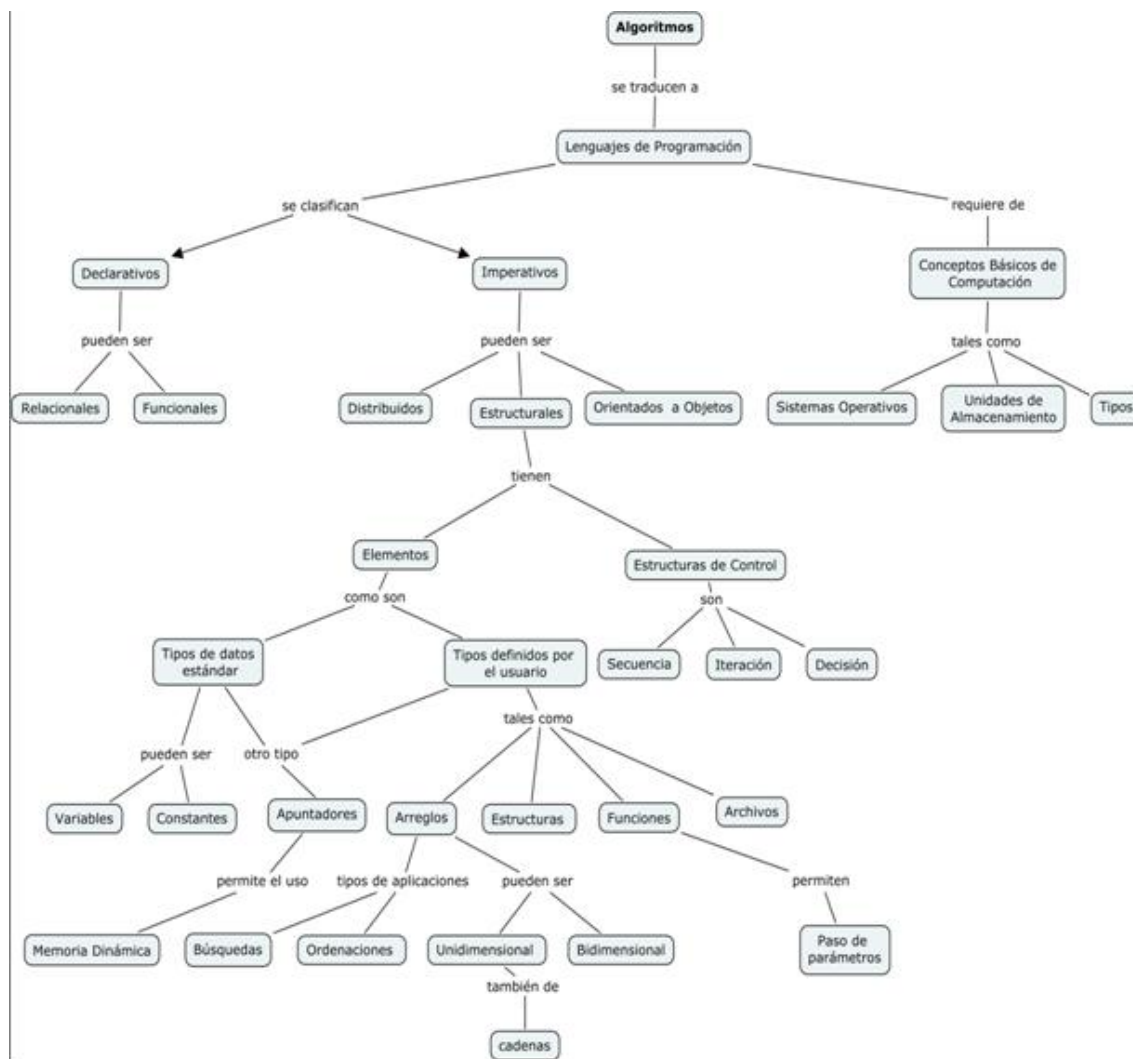 Algoritmos
se traducen a
Lenguajes de Programación
se clasifican
requiere de
Declarativos
Imperativos
Conceptos Básicos de
Computación
pueden ser
pueden ser
tales como
Relacionales
Funcionales
Distribuidos
Estructurales
Orientados a Objetos
Sistemas Operativos
Unidades de
Almacenamiento
Tipos
tienen
Elementos
Estructuras de Control
como son
son
Tipos de datos
estándar
Tipos definidos por
el usuario
Secuencia
Iteración
Decisión
tales como
pueden ser
otro tipo
Variables
Constantes
Apuntadores
Arreglos
Estructuras
Funciones
Archivos
permite el uso
tipos de aplicaciones
pueden ser
permiten
Memoria Dinámica
Búsquedas
Ordenaciones
Unidimensional
Bidimensional
Paso de
parámetros
también de
cadenas